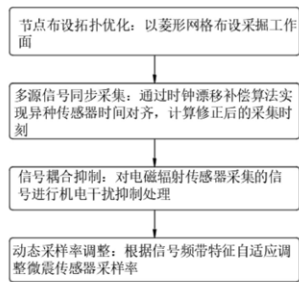 节点布设拓扑优化：以菱形网格布设采掘工作
面
多源信号同步采集：通过时钟漂移补偿算法实
现异种传感器时间对齐，计算修正后的采集时
刻
信号耦合抑制：对电磁辐射传感器采集的信
号进行机电干扰抑制处理
动态采样率调整：根据信号频带特征自适应调
整微震传感器采样率